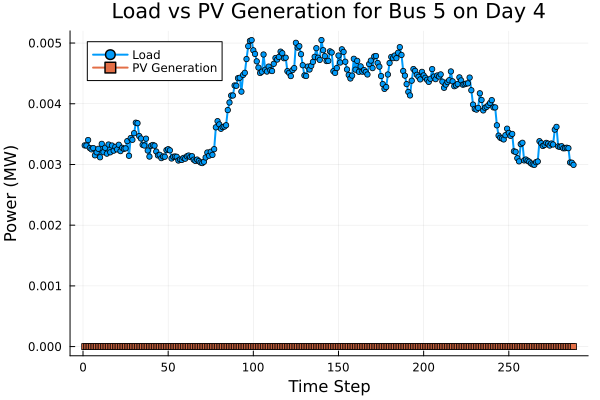 Load vs PV Generation for Bus 5 on Day 4
Load
PV Generation
Power (MW)
0.005
0.004
0.003
0.002
0.001
0.000
0 50 100 150 200 250
Time Step